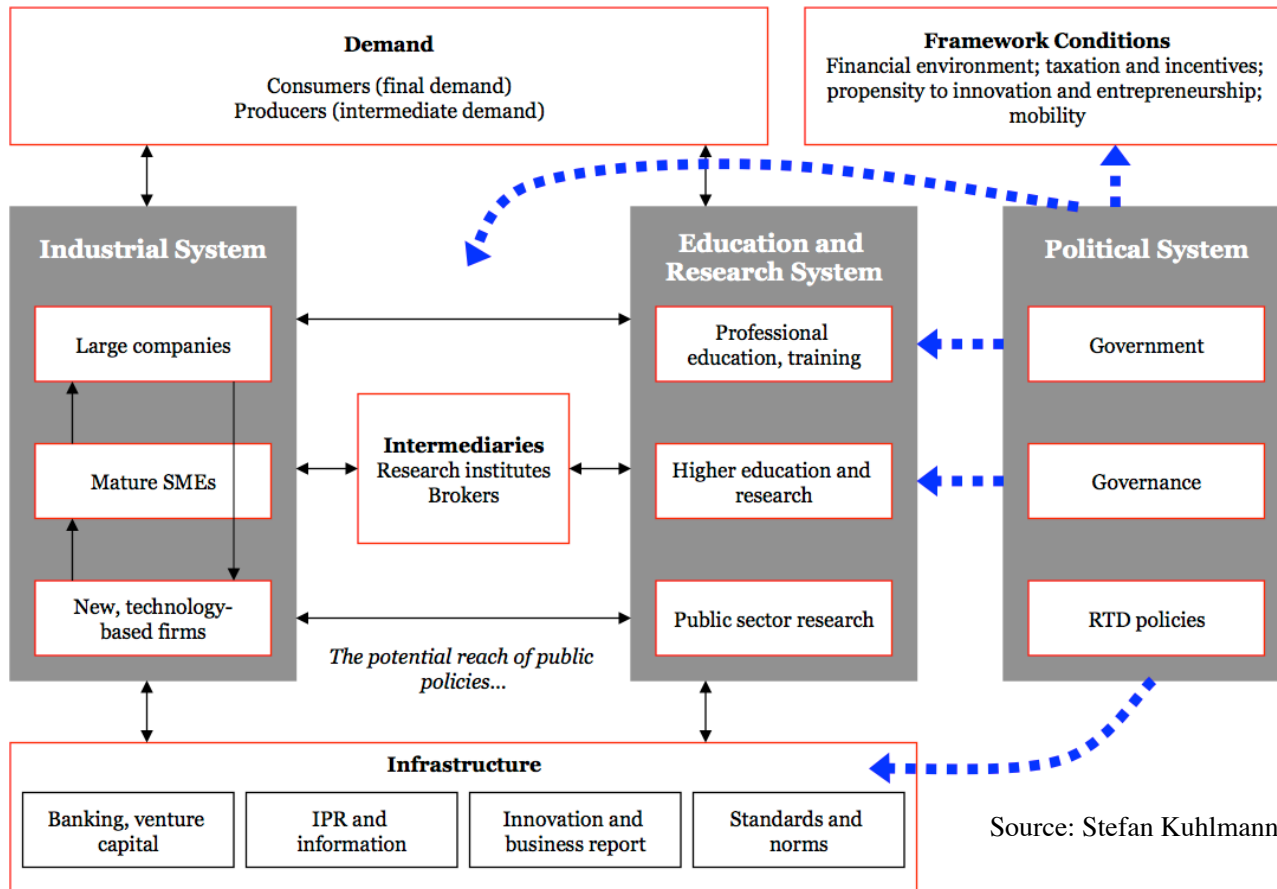 Demand
Consumers (final demand)
Producers (intermediate demand)
Framework Conditions
Financial environment; taxation and incentives;
propensity to innovation and entrepreneurship;
mobility
Industrial System
Large companies
Mature SMEs
New, technology-
based firms
Intermediaries
Research institutes
Brokers
The potential reach of public
policies...
Education and
Research System
Professional
education, training
Higher education and
research
Public sector research
Political System
Government
Governance
RTD policies
Infrastructure
Banking, venture
capital
IPR and
information
Innovation and
business report
Standards and
norms
Source: Stefan Kuhlmann